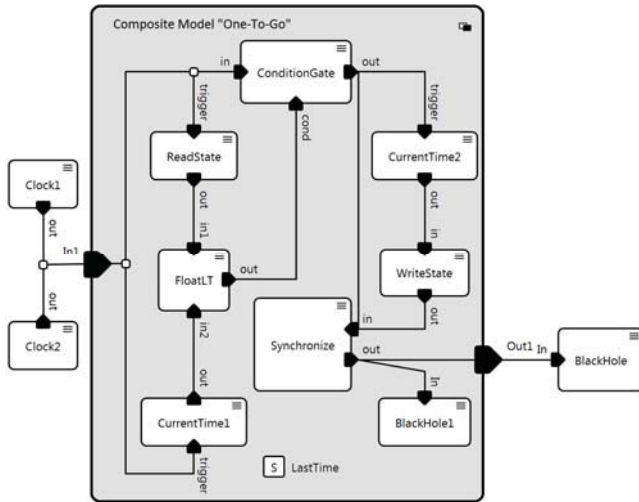 Composite Model "One-To-Go"
in
ConditionGate
out
trigger
cond
trigger
ReadState
CurrentTime2
Clock1
out
out
in1
out
in
In1
FloatLT
out
WriteState
out
in2
in
out
Clock2
Synchronize
out
Out1
In
BlackHole
out
In
CurrentTime1
BlackHole1
trigger
S
LastTime